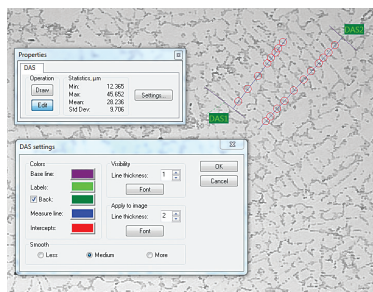 DAS2
Properties
DAS
Operation
Draw
Edit
Statistics, µm
Min: 12.365
Max: 45.652
Mean: 28.236
Std Dev: 9.706
Settings...
DAS1
DAS settings
Colors
Base line:
Labels:
Back:
Measure line:
Intercepts:
Visibility
Line thickness: 1
Font
Apply to image
Line thickness: 2
Font
OK
Cancel
Smooth
Less
Medium
More